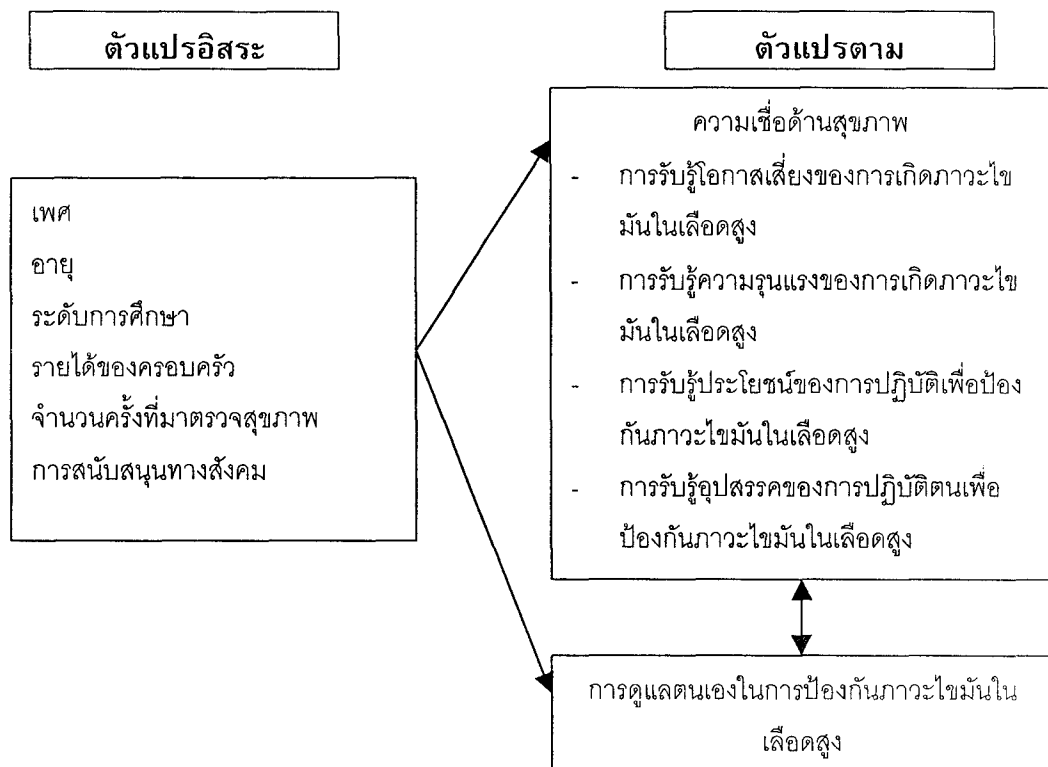 ตัวแปรอิสระ
ตัวแปรตาม
เพศ
อายุ
ระดับการศึกษา
รายได้ของครอบครัว
จำนวนครั้งที่มาตรวจสุขภาพ
การสนับสนุนทางสังคม
ความเชื่อด้านสุขภาพ
- การรับรู้โอกาสเสี่ยงของการเกิดภาวะไข
มันในเลือดสูง
- การรับรู้ความรุนแรงของการเกิดภาวะไข
มันในเลือดสูง
- การรับรู้ประโยชน์ของการปฏิบัติเพื่อป้อง
กันภาวะไขมันในเลือดสูง
- การรับรู้อุปสรรคของการปฏิบัติตนเพื่อ
ป้องกันภาวะไขมันในเลือดสูง
การดูแลตนเองในการป้องกันภาวะไขมันใน
เลือดสูง